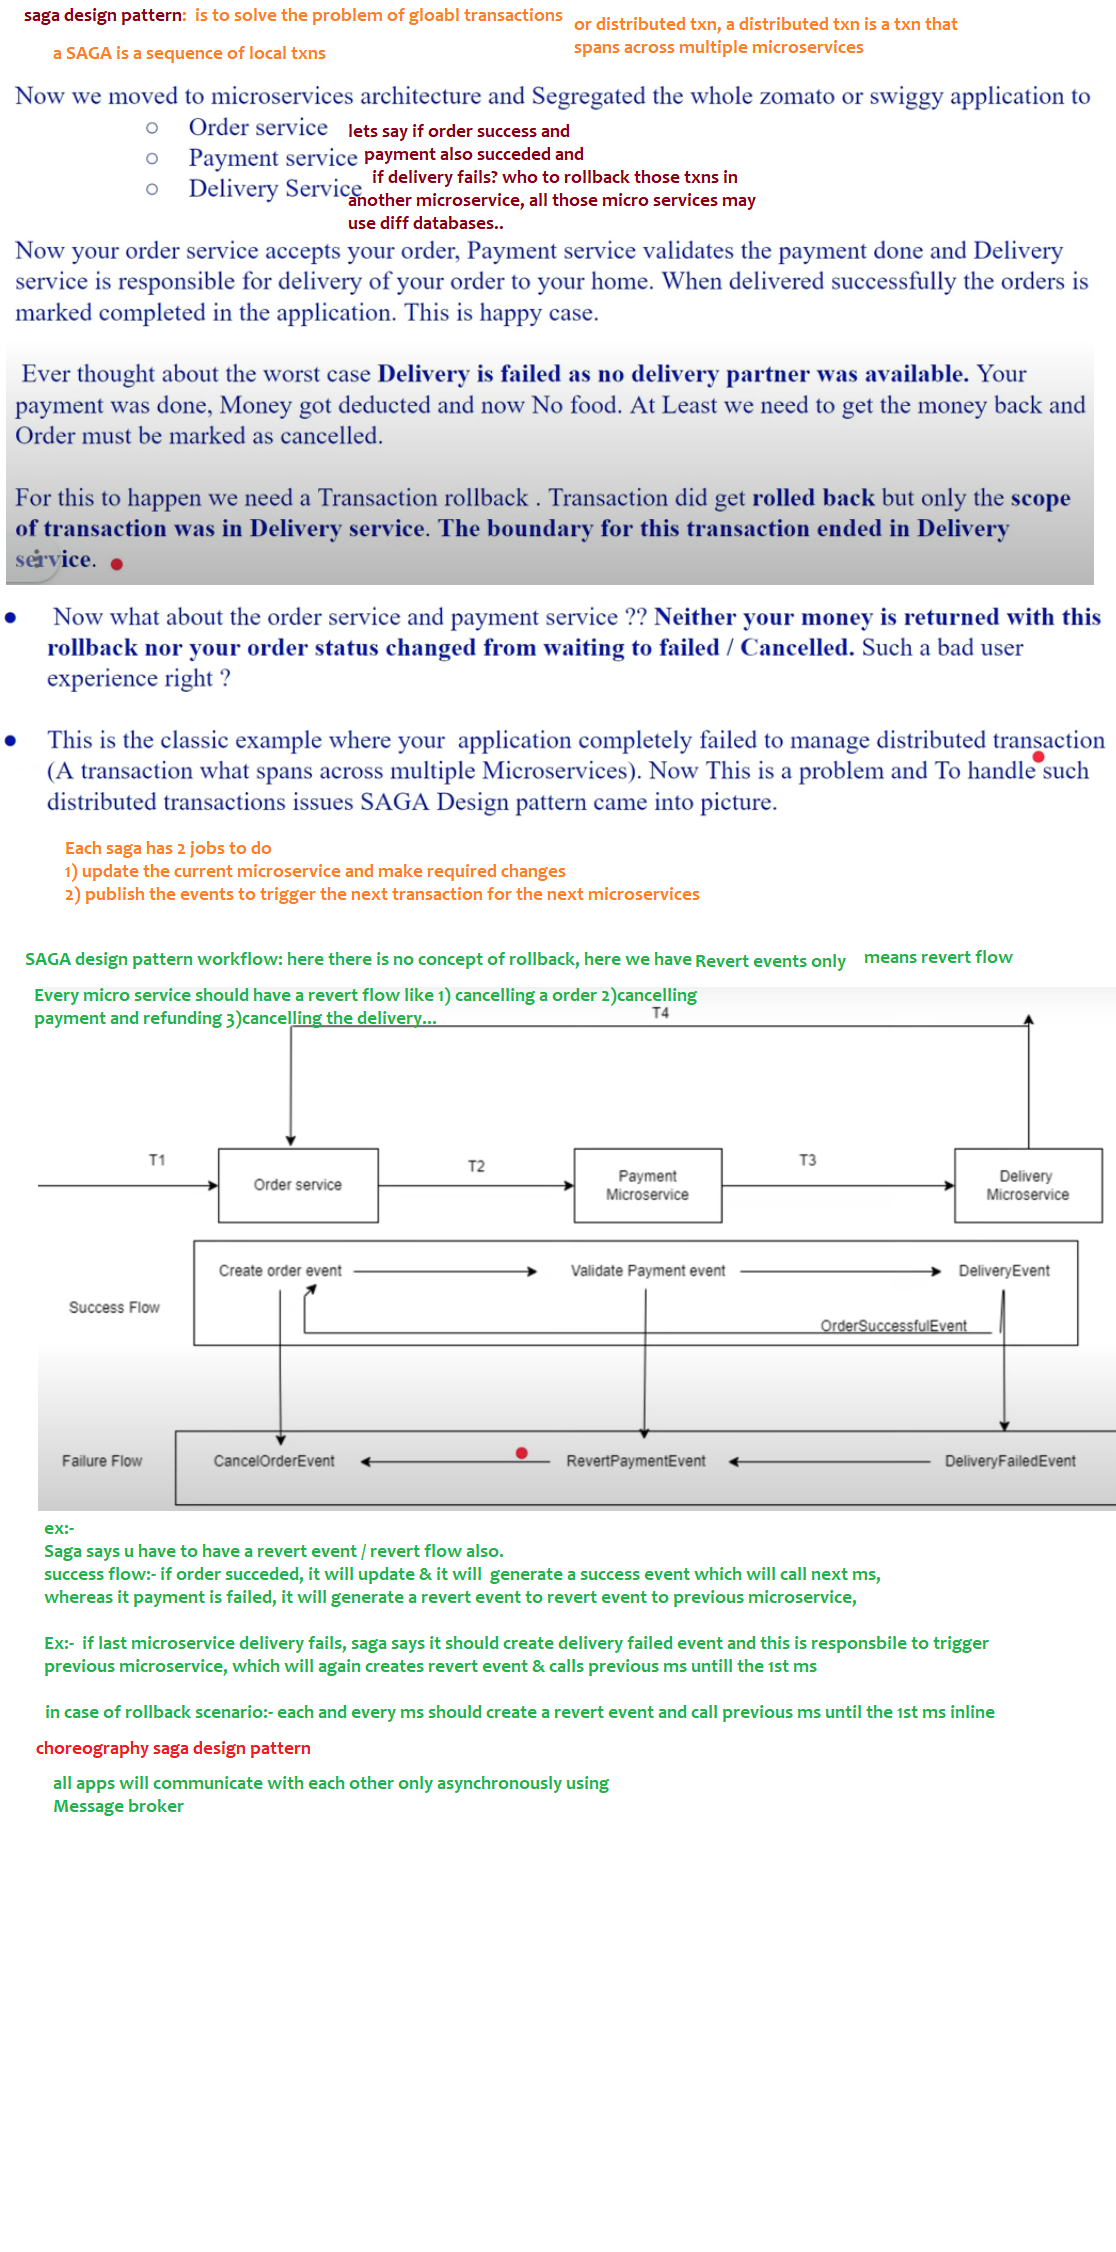 saga design pattern: is to solve the problem of gloabl transactions
or distributed txn, a distributed txn is a txn that
spans across multiple microservices
a SAGA is a sequence of local txns
Now we moved to microservices architecture and Segregated the whole zomato or swiggy application to
○ Order service
○ Payment service
○ Delivery Service
lets say if order success and
payment also succeded and
if delivery fails? who to rollback those txns in
another microservice, all those micro services may
use diff databases..
Now your order service accepts your order, Payment service validates the payment done and Delivery
service is responsible for delivery of your order to your home. When delivered successfully the orders is
marked completed in the application. This is happy case.
Ever thought about the worst case Delivery is failed as no delivery partner was available. Your
payment was done, Money got deducted and now No food. At Least we need to get the money back and
Order must be marked as cancelled.
For this to happen we need a Transaction rollback . Transaction did get rolled back but only the scope
of transaction was in Delivery service. The boundary for this transaction ended in Delivery
service.
● Now what about the order service and payment service ?? Neither your money is returned with this
rollback nor your order status changed from waiting to failed / Cancelled. Such a bad user
experience right ?
● This is the classic example where your application completely failed to manage distributed transaction
(A transaction what spans across multiple Microservices). Now This is a problem and To handle such
distributed transactions issues SAGA Design pattern came into picture.
Each saga has 2 jobs to do
1) update the current microservice and make required changes
2) publish the events to trigger the next transaction for the next microservices
SAGA design pattern workflow: here there is no concept of rollback, here we have Revert events only means revert flow
Every micro service should have a revert flow like 1) cancelling a order 2)cancelling
payment and refunding 3)cancelling the delivery...
T4
T1
T2
T3
Order service
Payment
Microservice
Delivery
Microservice
Create order event
Validate Payment event
DeliveryEvent
Success Flow
OrderSuccessfulEvent
Failure Flow
CancelOrderEvent
RevertPaymentEvent
DeliveryFailedEvent
ex:-
Saga says u have to have a revert event / revert flow also.
success flow:- if order succeded, it will update & it will generate a success event which will call next ms,
whereas it payment is failed, it will generate a revert event to revert event to previous microservice,
Ex:- if last microservice delivery fails, saga says it should create delivery failed event and this is responsbile to trigger
previous microservice, which will again creates revert event & calls previous ms untill the 1st ms
in case of rollback scenario:- each and every ms should create a revert event and call previous ms until the 1st ms inline
choreography saga design pattern
all apps will communicate with each other only asynchronously using
Message broker